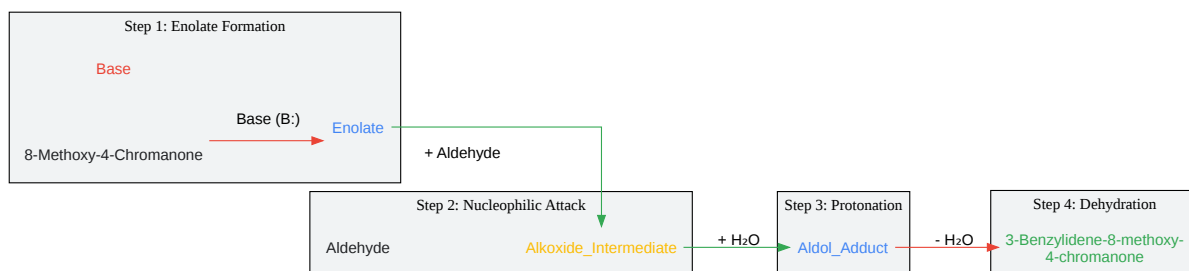 Step 1: Enolate Formation
Base
Base (B:)
Enolate
8-Methoxy-4-Chromanone
+ Aldehyde
Step 2: Nucleophilic Attack
Aldehyde
Alkoxide_Intermediate
+ H₂O
Step 3: Protonation
Aldol_Adduct
- H₂O
Step 4: Dehydration
3-Benzylidene-8-methoxy-
4-chromanone